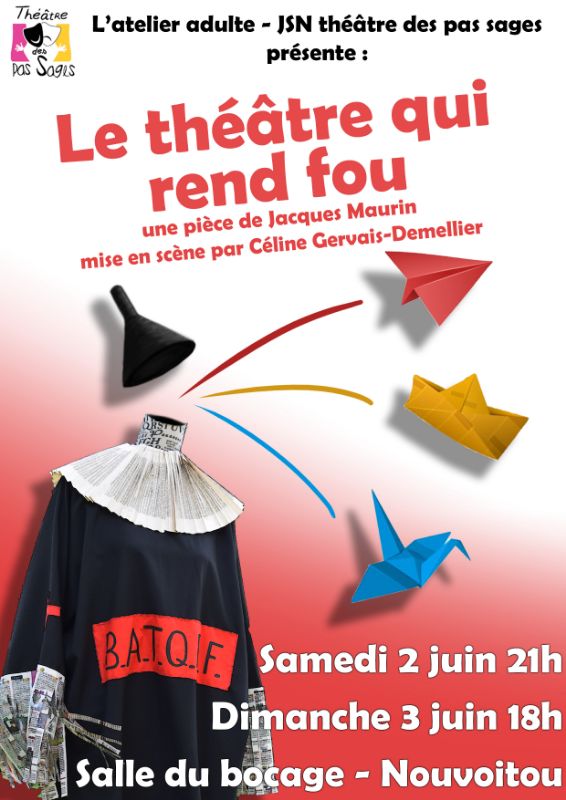 Théâtre
des
pas Sages
L'atelier adulte - JSN théâtre des pas sages
présente :
Le théâtre qui
rend fou
une pièce de Jacques Maurin
mise en scène par Céline Gervais-Demellier
B.A.T.Q.I.F.
Samedi 2 juin 21h
Dimanche 3 juin 18h
Salle du bocage - Nouvoitou